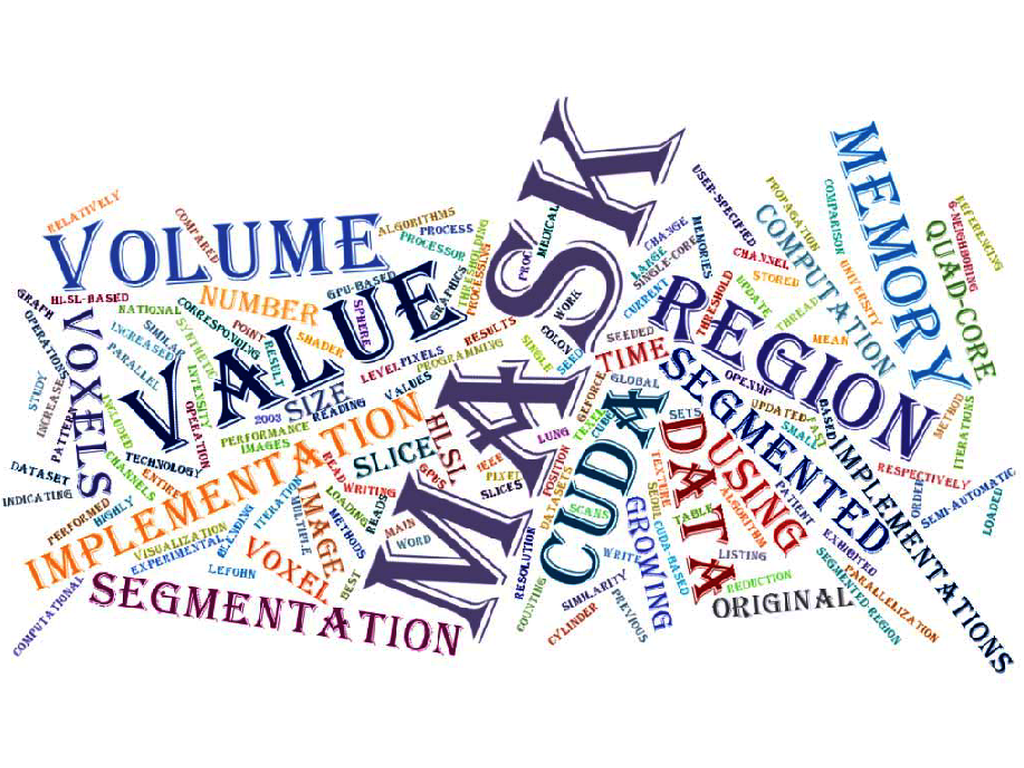 RELATIVELY
COMPARED
VOLUME
ALGORITHMS
PROCESS
PROCESSOR
THRESHOLDING
PROCESSING
GRAPHICS
GPU-BASED
MEDICAL
MASK
CHANGE
LARGE
SINGLE-CORE
MEMORIES
USER-SPECIFIED
PROPAGATION
COMPUTATION
COMPARISON
MEMORY
REFERENCING
6-NEIGHBORING
QUAD-CORE
GRAPH
HLSL-BASED
NATIONAL
NUMBER
CORRESPONDING
SPHERE
VALUE
WORK
CURRENT
REGION
CHANNEL
STORED
THRESHOLD
UPDATE
THREAD
UNIVERSITY
OPERATIONS
VOXELS
INCREASED
SIMILAR
SYNTHETIC
PARALLEL
POINT
SHADER
RESULT
RESULTS
LEVEL
PIXELS
PROGRAMMING
SINGLE
COLON
SEED
SEEDED
TIME
MEAN
STUDY
INCREASE
PATTERN
INCLUDED
INTENSITY
OPERATION
2003
SIZE
READING
VALUES
GEFORCE
GLOBAL
SEGMENTED
OPENMP
UPDATED
FAST
SMALL
BASED
METHOD
ITERATIONS
PERFORMANCE
IMAGES
IMPLEMENTATION
HLSL
TEXEL
CUBE
CUDA
SETS
DATA
USING
IMPLEMENTATIONS
DATASET
INDICATING
CHANNELS
TECHNOLOGY
ENTIRE
READ
WRITING
SLICE
GPUS
IEEE
LUNG
PIXEL
SLICES
POSITION
DATASETS
SCANS
TEXTURE
RESPECTIVELY
SEMI-AUTOMATIC
ORDER
LOADED
PERFORMED
HIGHLY
VISUALIZATION
EXPERIMENTAL
BLENDING
ITERATION
IMAGE
MULTIPLE
LOADING
METHODS
READS
MAIN
WORD
RESOLUTION
WRITE
GROWING
CUDA-BASED
TABLE
ALGORITHM
PATIENT
EXHIBITED
LISTING
COMPUTATIONAL
SEGMENTATION
LEFOHN
VOXEL
BEST
COUNTING
SIMILARITY
CYLINDER
PREVIOUS
REDUCTION
ORIGINAL
SEGMENTED REGION
PARALLELIZATION